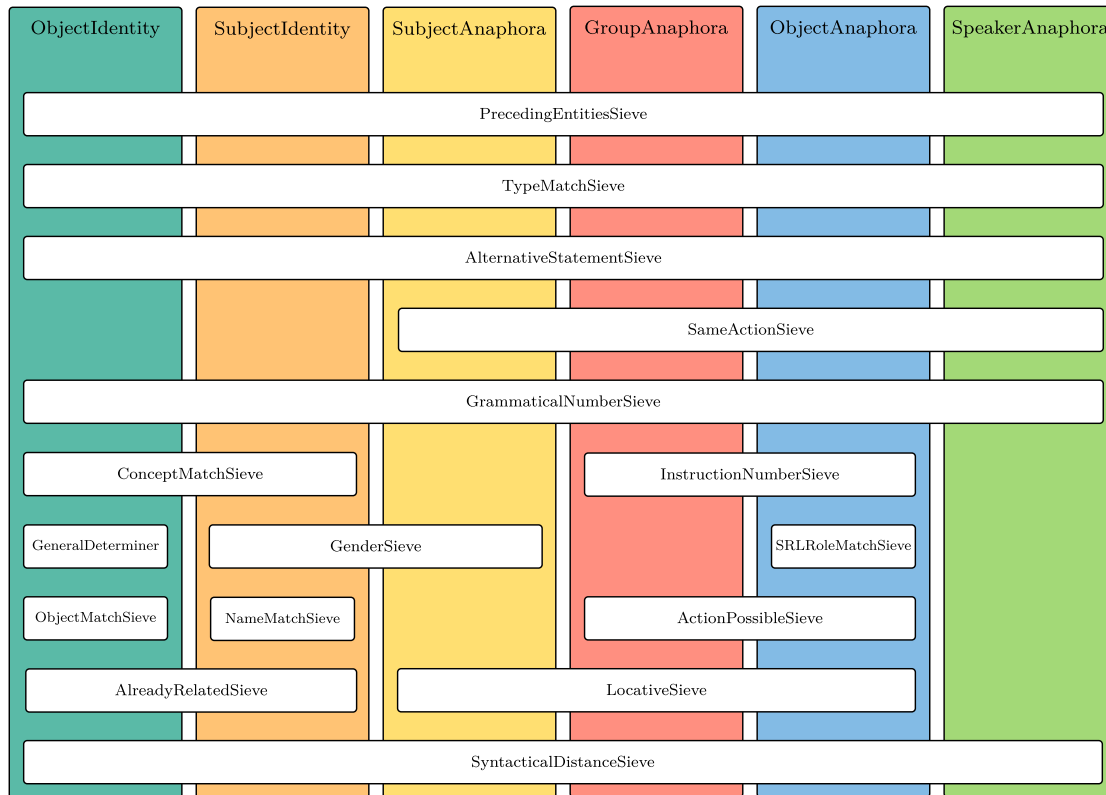 ObjectIdentity SubjectIdentity SubjectAnaphora GroupAnaphora ObjectAnaphora SpeakerAnaphora
PrecedingEntitiesSieve
TypeMatchSieve
AlternativeStatementSieve
SameActionSieve
GrammaticalNumberSieve
ConceptMatchSieve InstructionNumberSieve
GeneralDeterminer GenderSieve SRLRoleMatchSieve
ObjectMatchSieve NameMatchSieve ActionPossibleSieve
AlreadyRelatedSieve LocativeSieve
SyntacticalDistanceSieve